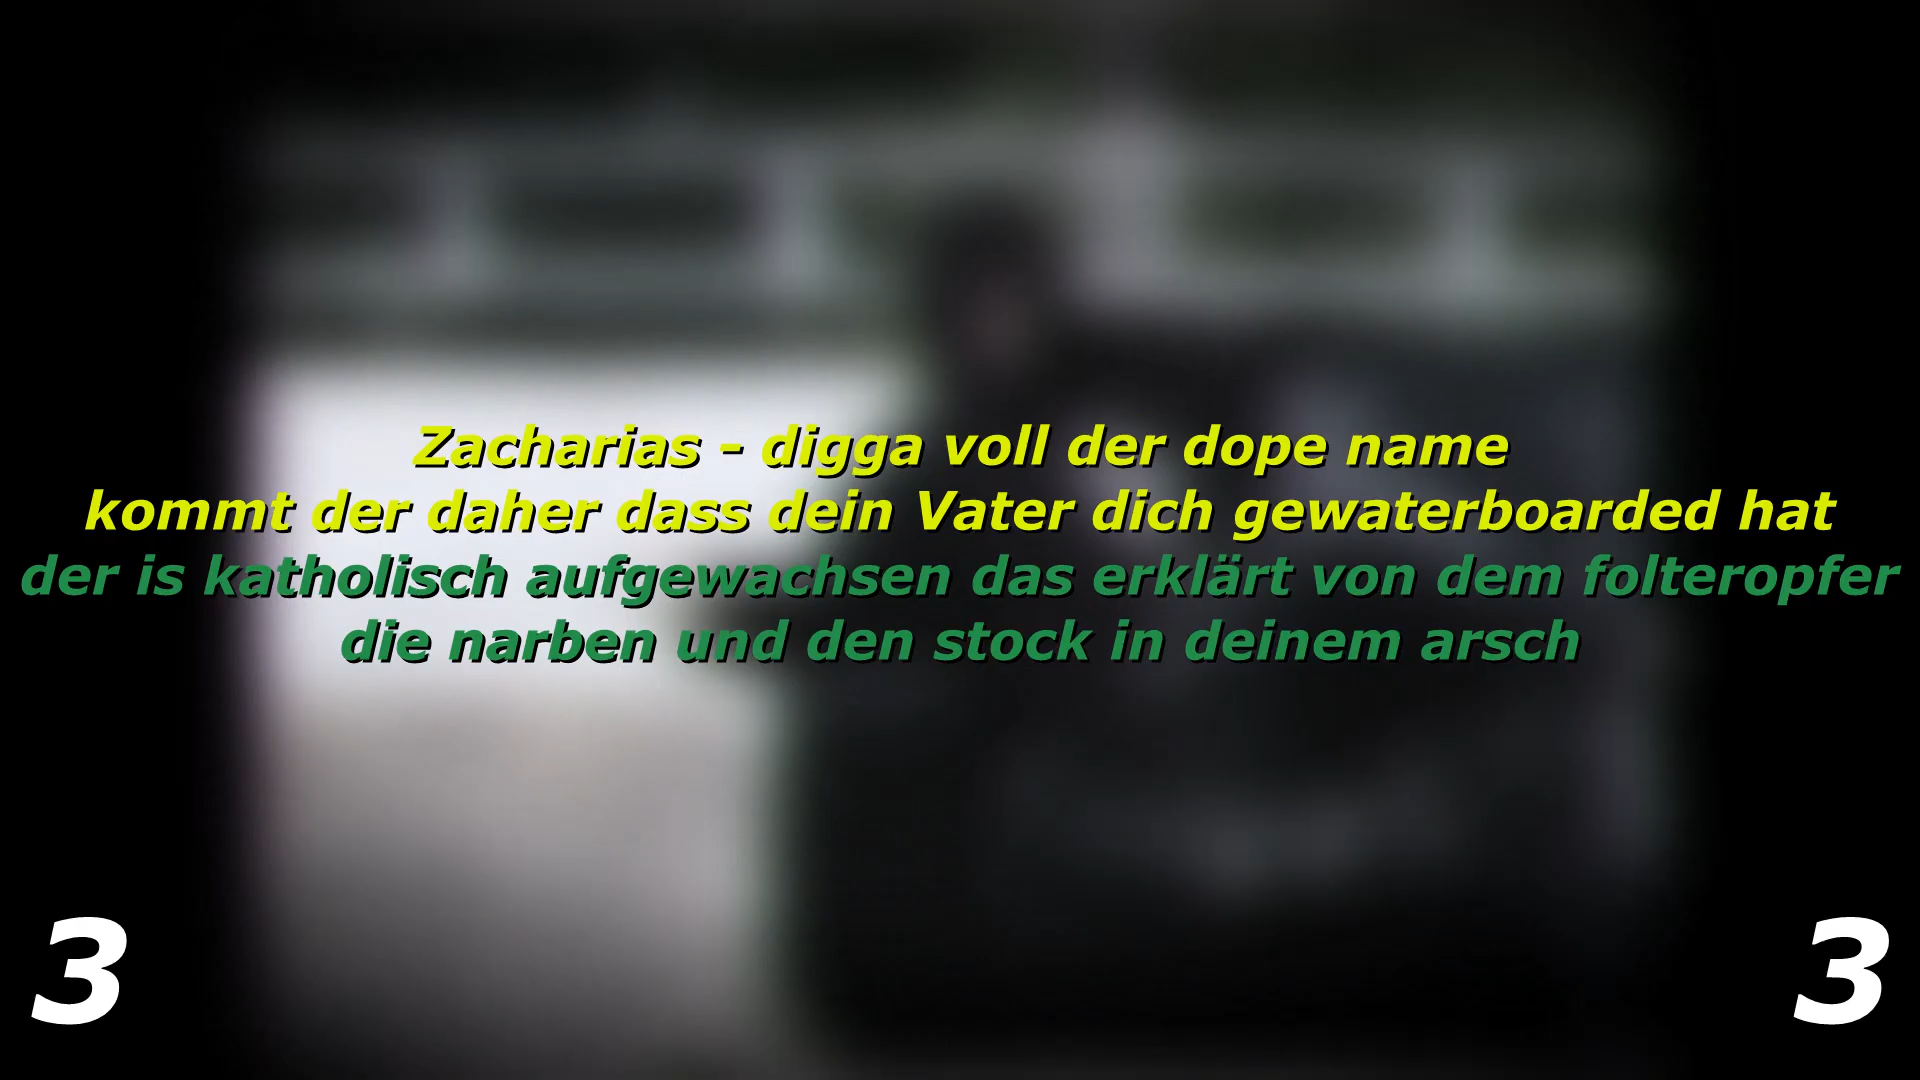 Zacharias - digga voll der dope name
kommt der daher dass dein Vater dich gewaterboarded hat
der is katholisch aufgewachsen das erklärt von dem folteropfer
die narben und den stock in deinem arsch
3
3